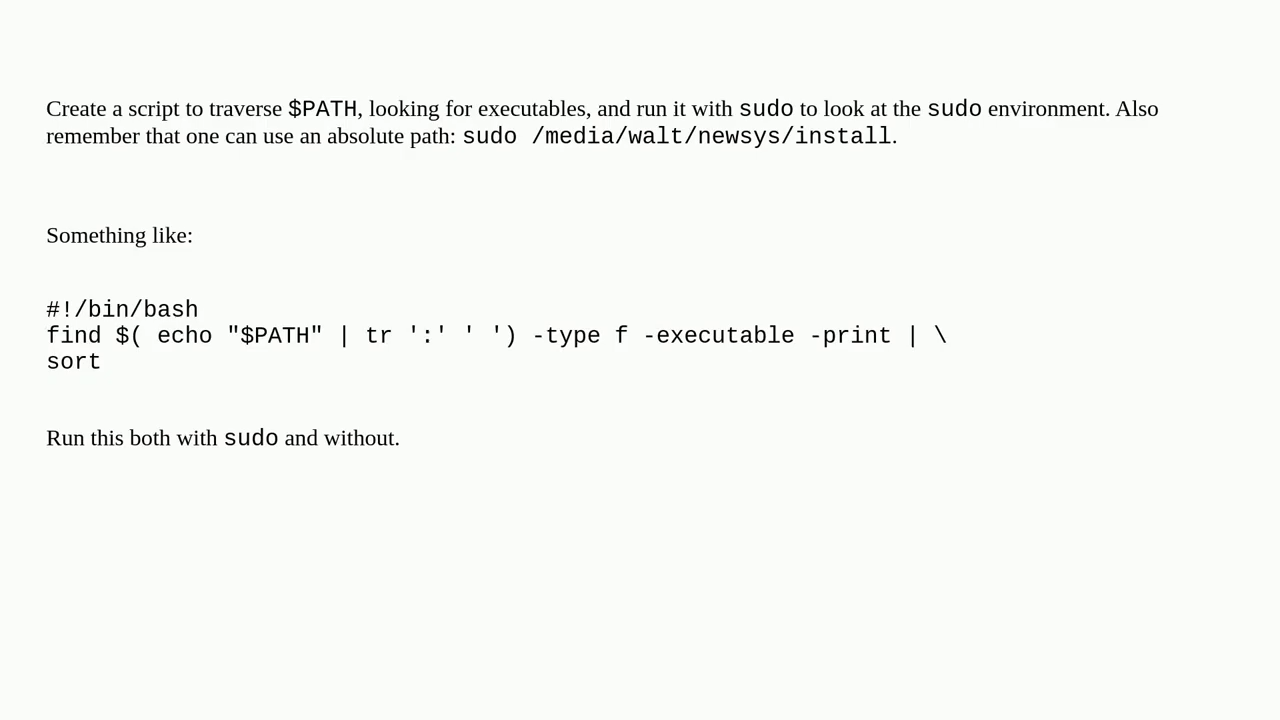 Create a script to traverse $PATH, looking for executables, and run it with sudo to look at the sudo environment. Also
remember that one can use an absolute path: sudo /media/walt/newsys/install.
Something like:
#!/bin/bash
find $( echo "$PATH" | tr ':' ' ') -type f -executable -print | \
sort
Run this both with sudo and without.